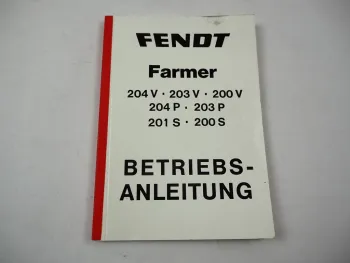 FENDT
Farmer
204 V · 203 V · 200 V
204 P · 203 P
201 S · 200 S
BETRIEBS-
ANLEITUNG